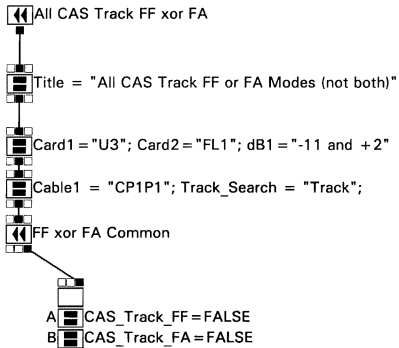 All CAS Track FF xor FA
Title = "All CAS Track FF or FA Modes (not both)"
Card1="U3"; Card2="FL1"; dB1="-11 and +2"
Cable1 = "CP1P1"; Track_Search = "Track";
FF xor FA Common
A CAS_Track_FF=FALSE
B CAS_Track_FA=FALSE